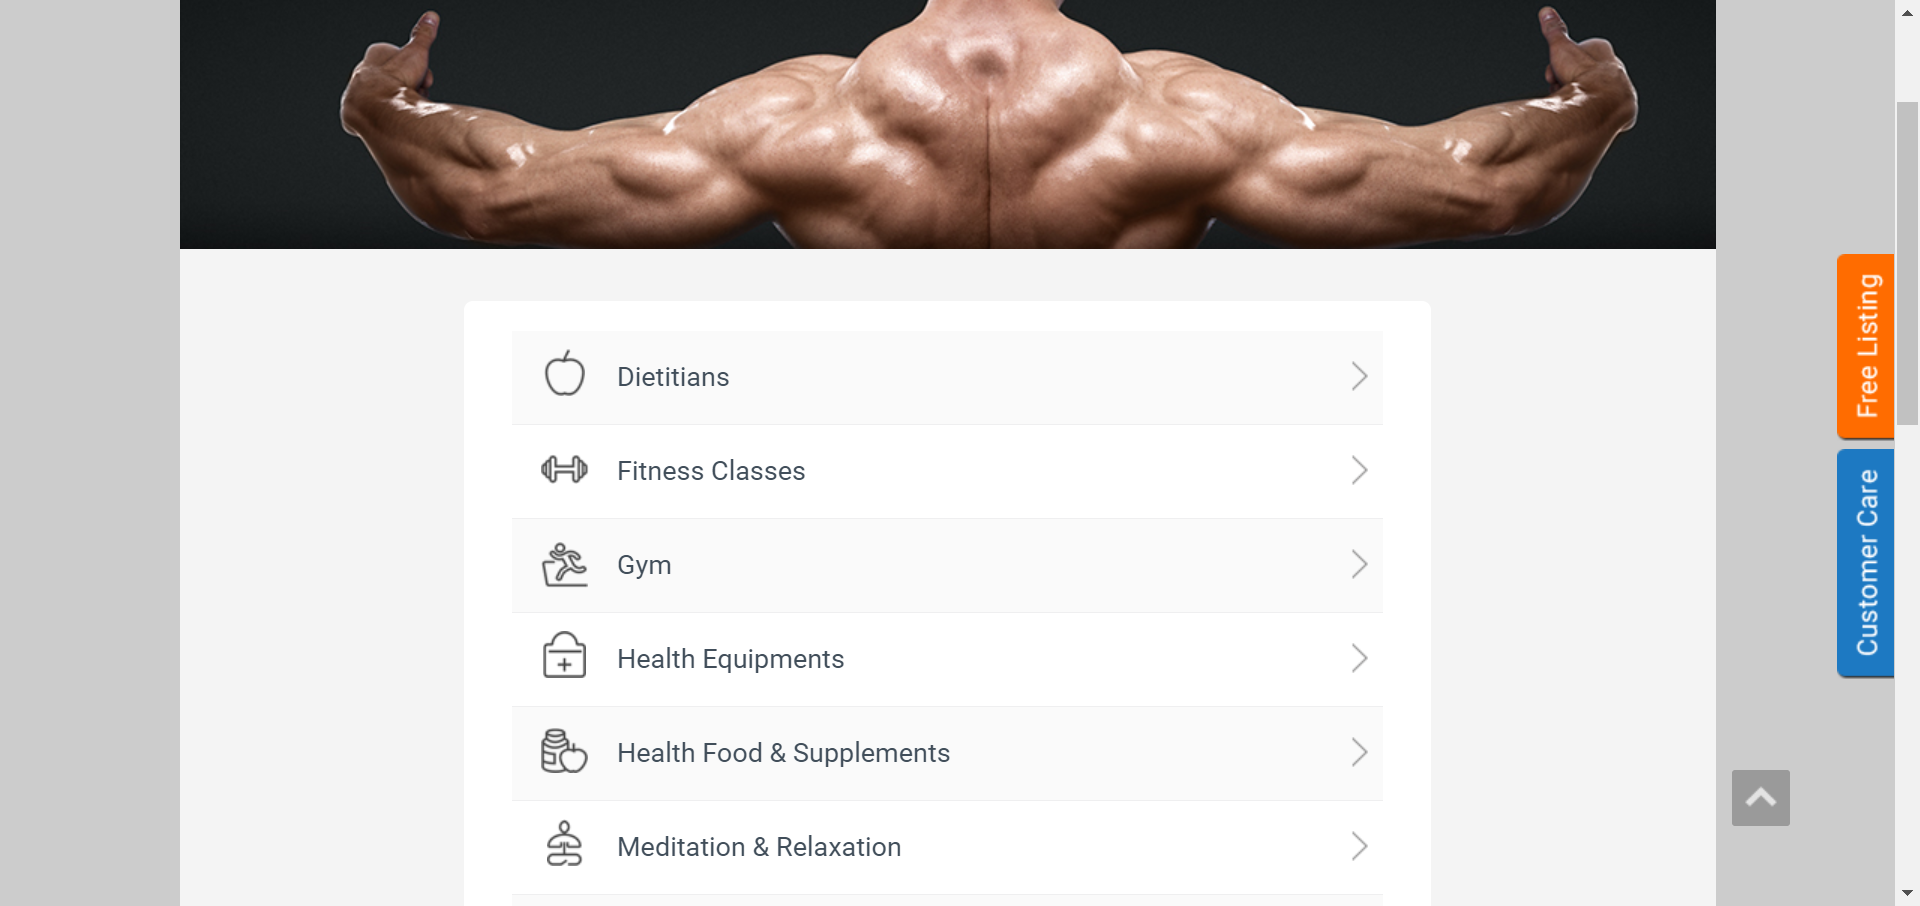 Dietitians
Fitness Classes
Gym
Health Equipments
Health Food & Supplements
Meditation & Relaxation
Free Listing
Customer Care